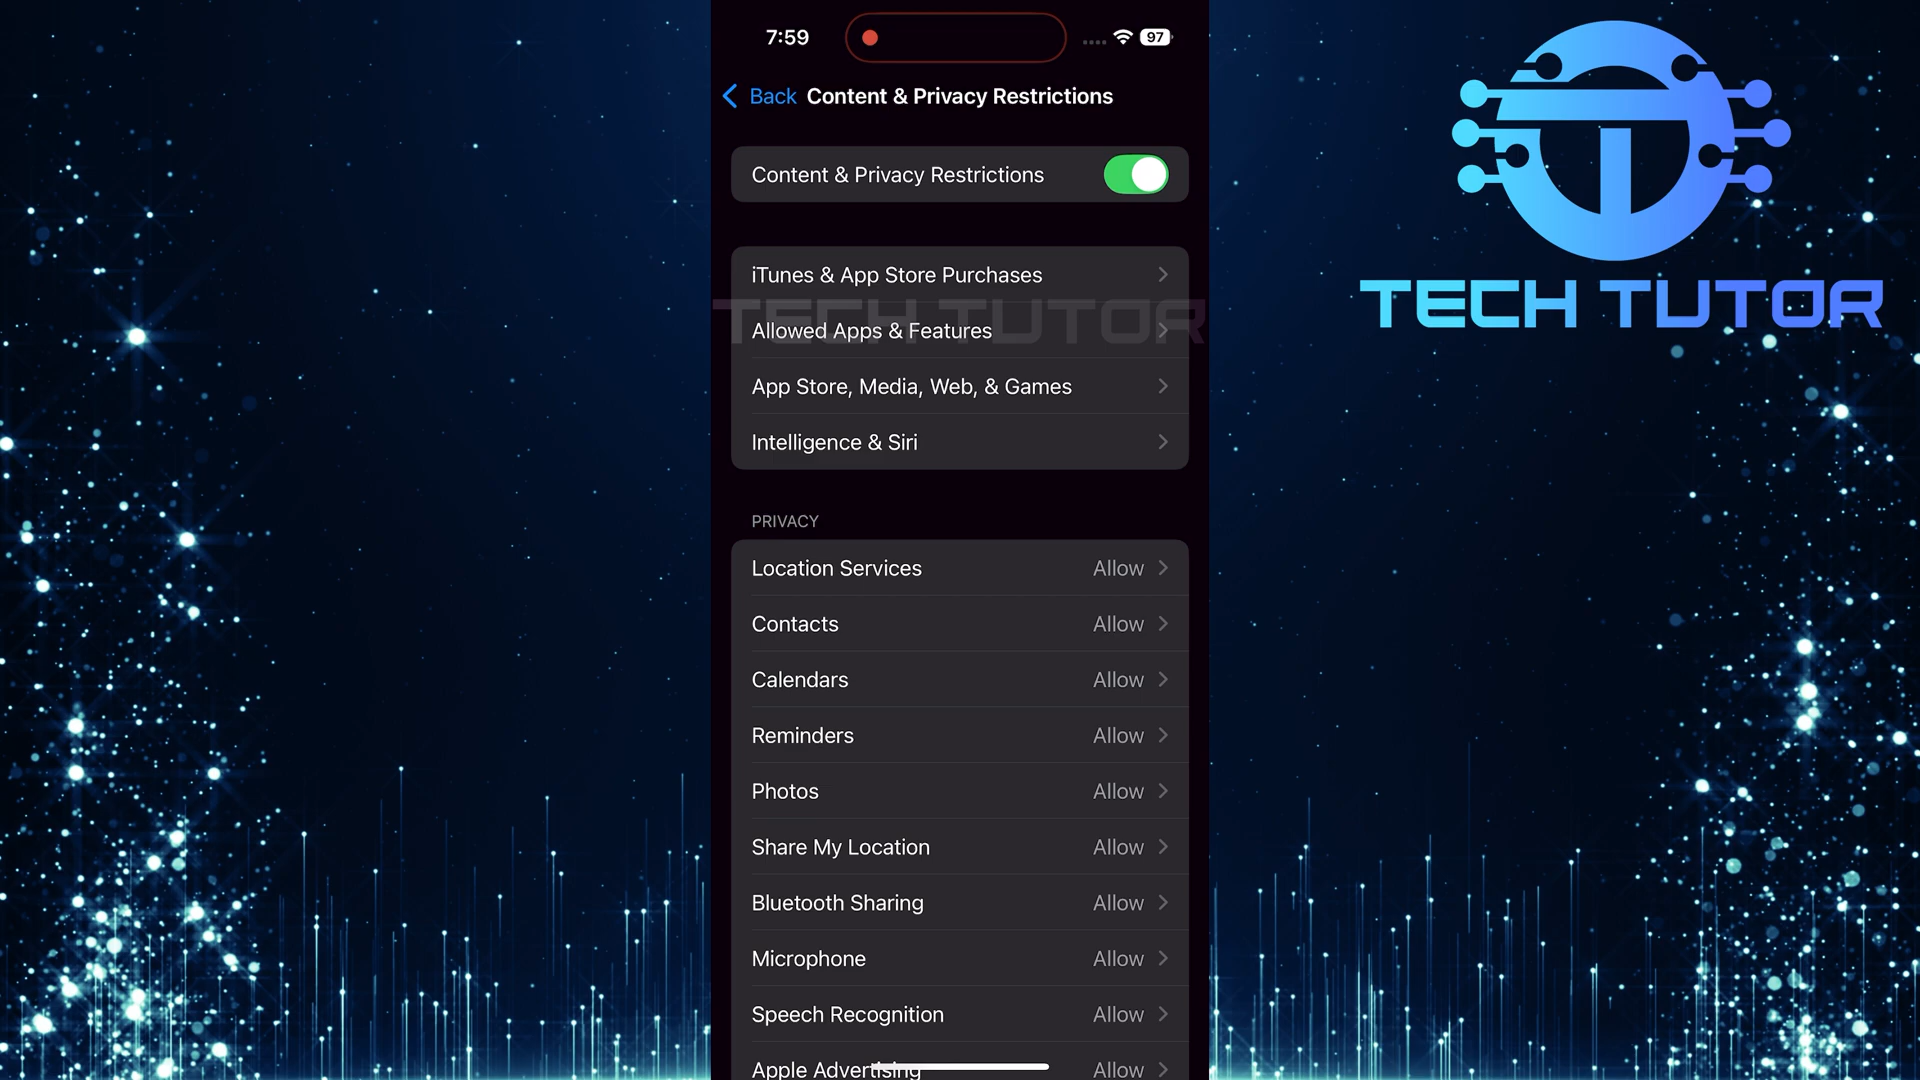 7:59
97
Back Content & Privacy Restrictions
Content & Privacy Restrictions
iTunes & App Store Purchases
TECH TUTOR
Allowed Apps & Features
App Store, Media, Web, & Games
Intelligence & Siri
PRIVACY
Location Services Allow
Contacts Allow
Calendars Allow
Reminders Allow
Photos Allow
Share My Location Allow
Bluetooth Sharing Allow
Microphone Allow
Speech Recognition Allow
Apple Advertising Allow
TECH TUTOR